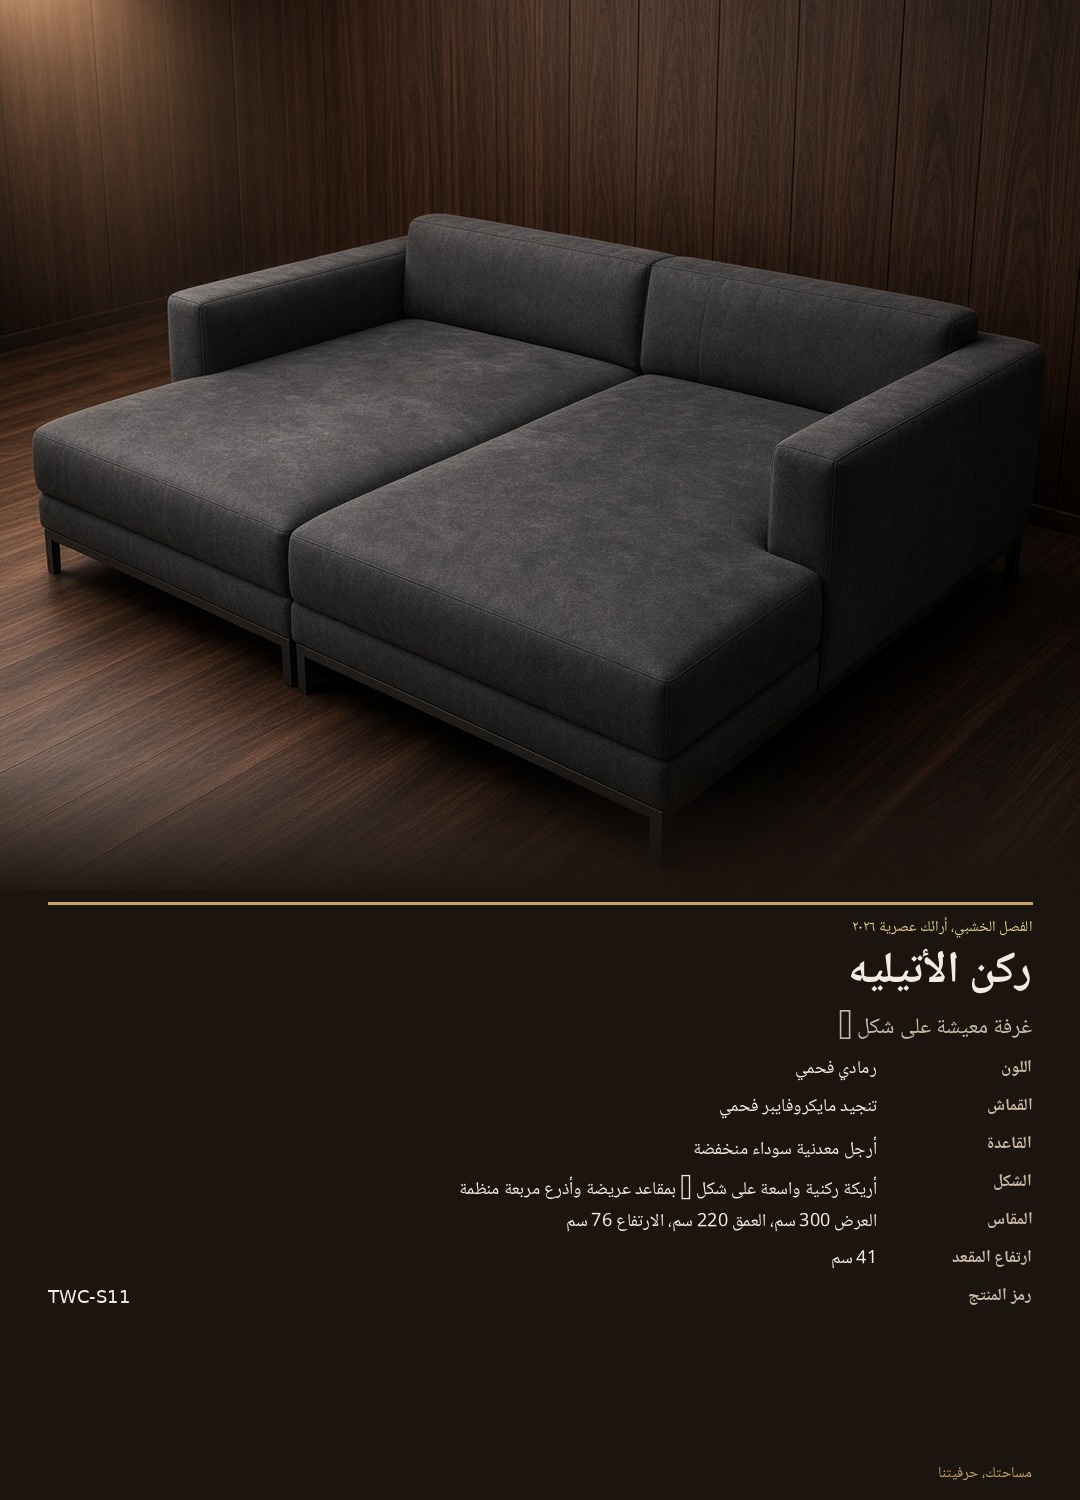 الفصل الخشبي، أرائك عصرية ٢٠٢٦
ركن الأتيليه
غرفة معيشة على شكل
اللون رمادي فحمي
القماش تنجيد مايكروفايبر فحمي
القاعدة أرجل معدنية سوداء منخفضة
الشكل أريكة ركنية واسعة على شكل بمقاعد عريضة وأذرع مربعة منظمة
المقاس العرض 300 سم، العمق 220 سم، الارتفاع 76 سم
ارتفاع المقعد 41 سم
رمز المنتج TWC-S11
مساحتك، حرفيتنا